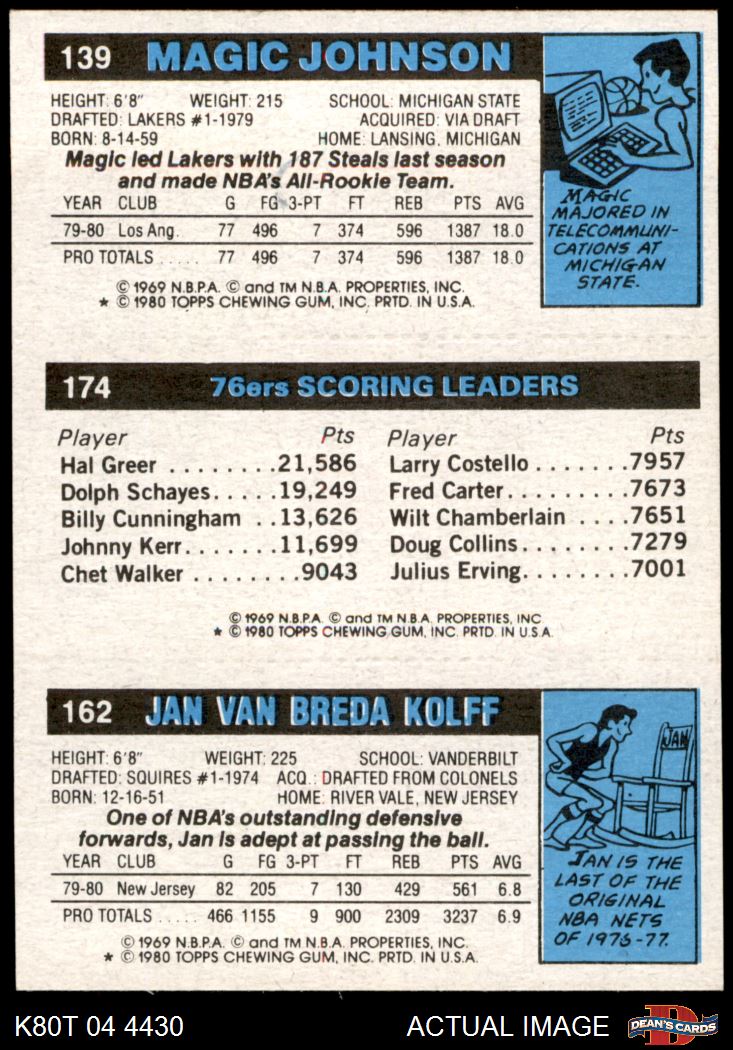 139 MAGIC JOHNSON
HEIGHT: 6'8" WEIGHT: 215 SCHOOL: MICHIGAN STATE
DRAFTED: LAKERS #1-1979 ACQUIRED: VIA DRAFT
BORN: 8-14-59 HOME: LANSING, MICHIGAN
Magic led Lakers with 187 Steals last season
and made NBA's All-Rookie Team.
YEAR CLUB G FG 3-PT FT REB PTS AVG
79-80 Los Ang. 77 496 7 374 596 1387 18.0
PRO TOTALS ..... 77 496 7 374 596 1387 18.0
© 1969 N.B.P.A. © and TM N.B.A. PROPERTIES, INC.
* © 1980 TOPPS CHEWING GUM, INC. PRTD. IN U.S.A.
MAGIC
MAJORED IN
TELECOMMUNI-
CATIONS AT
MICHIGAN
STATE.
174 76ers SCORING LEADERS
Player Pts Player Pts
Hal Greer ........21,586 Larry Costello .......7957
Dolph Schayes.....19,249 Fred Carter.........7673
Billy Cunningham ..13,626 Wilt Chamberlain ....7651
Johnny Kerr.......11,699 Doug Collins........7279
Chet Walker ........9043 Julius Erving........7001
© 1969 N.B.P.A. © and TM N.B.A. PROPERTIES, INC
* © 1980 TOPPS CHEWING GUM, INC. PRTD. IN U.S.A.
162 JAN VAN BREDA KOLFF
HEIGHT: 6'8" WEIGHT: 225 SCHOOL: VANDERBILT
DRAFTED: SQUIRES #1-1974 ACQ.: DRAFTED FROM COLONELS
BORN: 12-16-51 HOME: RIVER VALE, NEW JERSEY
One of NBA's outstanding defensive
forwards, Jan is adept at passing the ball.
YEAR CLUB G FG 3-PT FT REB PTS AVG
79-80 New Jersey 82 205 7 130 429 561 6.8
PRO TOTALS ..... 466 1155 9 900 2309 3237 6.9
© 1969 N.B.P.A. © and TM N.B.A. PROPERTIES, INC.
* © 1980 TOPPS CHEWING GUM, INC. PRTD. IN U.S.A.
JAN
JAN IS THE
LAST OF THE
ORIGINAL
NBA NETS
OF 1976-77.
K80T 04 4430 ACTUAL IMAGE D DEAN'S CARDS